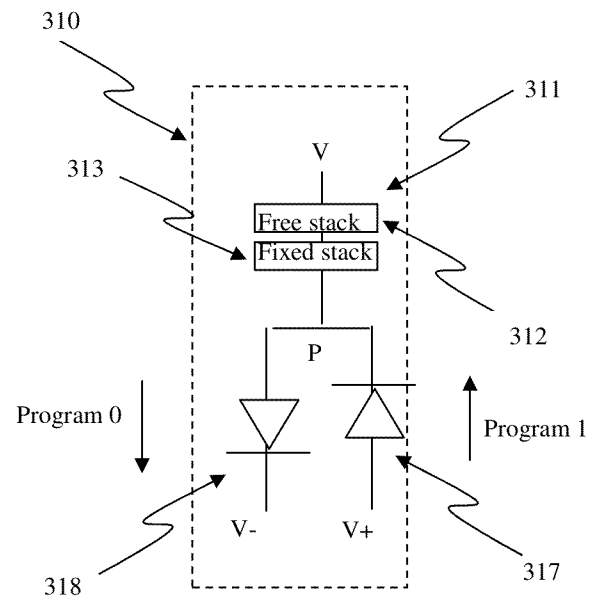 310
311
V
313
Free stack
Fixed stack
312
P
Program 0
Program 1
V-
V+
318
317